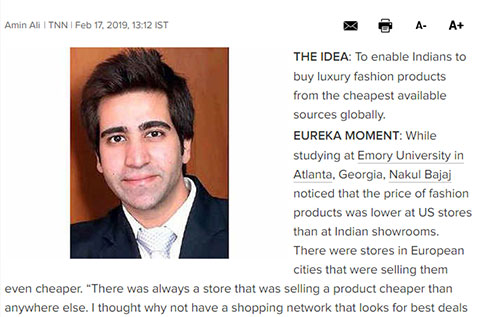 Amin Ali | TNN | Feb 17, 2019, 13:12 IST
A- A+
THE IDEA: To enable Indians to
buy luxury fashion products
from the cheapest available
sources globally.
EUREKA MOMENT: While
studying at Emory University in
Atlanta, Georgia, Nakul Bajaj
noticed that the price of fashion
products was lower at US stores
than at Indian showrooms.
There were stores in European
cities that were selling them
even cheaper. “There was always a store that was selling a product cheaper than
anywhere else. I thought why not have a shopping network that looks for best deals